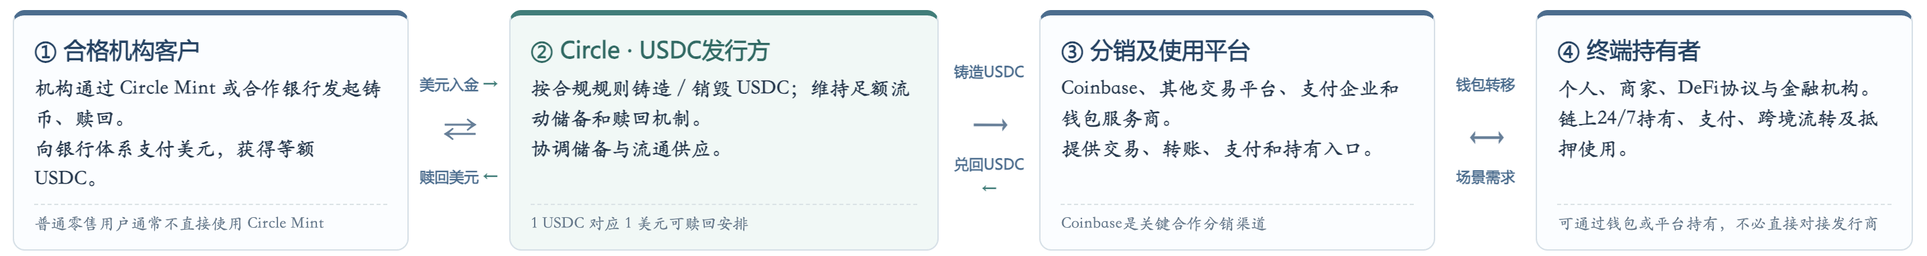 ① 合格机构客户
机构通过 Circle Mint 或合作银行发起铸
币、赎回。
向银行体系支付美元，获得等额
USDC。
普通零售用户通常不直接使用 Circle Mint
美元入金 →
⇄
赎回美元 ←
② Circle · USDC发行方
按合规规则铸造 / 销毁 USDC；维持足额流
动储备和赎回机制。
协调储备与流通供应。
1 USDC 对应 1 美元可赎回安排
铸造USDC
→
兑回USDC
←
③ 分销及使用平台
Coinbase、其他交易平台、支付企业和
钱包服务商。
提供交易、转账、支付和持有入口。
Coinbase是关键合作分销渠道
钱包转移
↔
场景需求
④ 终端持有者
个人、商家、DeFi协议与金融机构。
链上24/7持有、支付、跨境流转及抵
押使用。
可通过钱包或平台持有，不必直接对接发行商